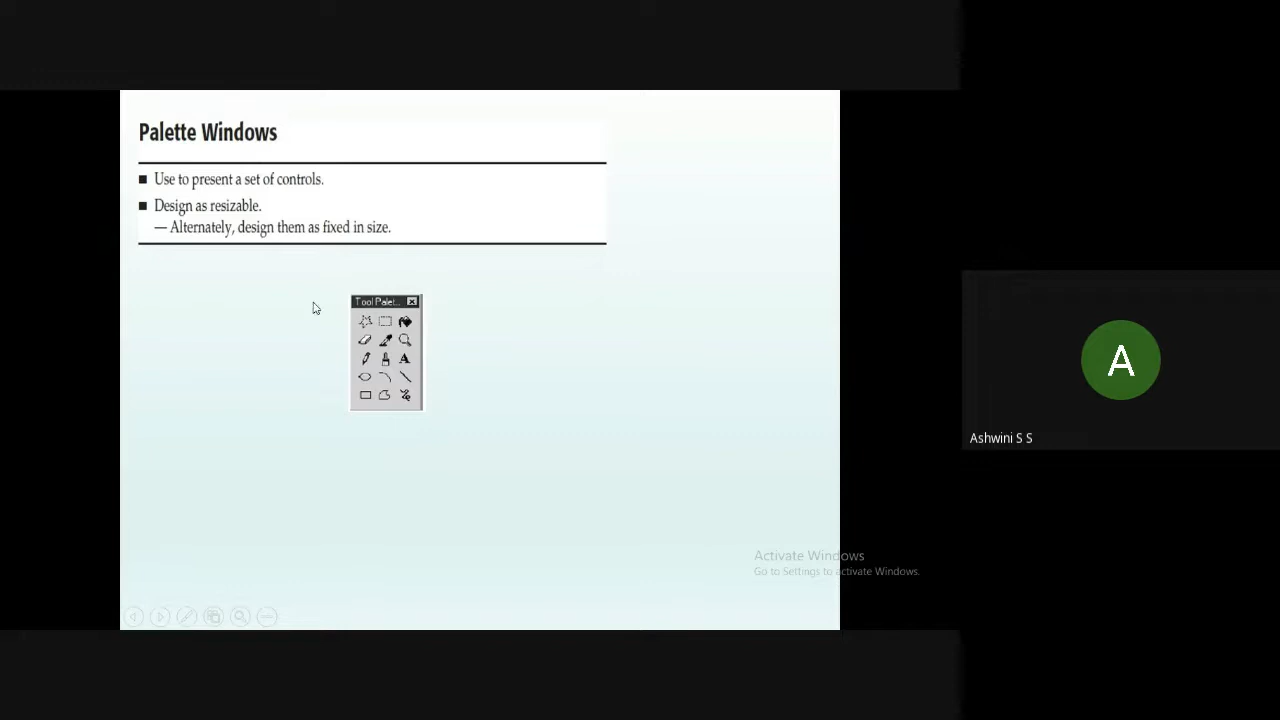 Palette Windows
■ Use to present a set of controls.
■ Design as resizable.
— Alternately, design them as fixed in size.
Tool Palet...
A
A
Ashwini S S
Activate Windows
Go to Settings to activate Windows.